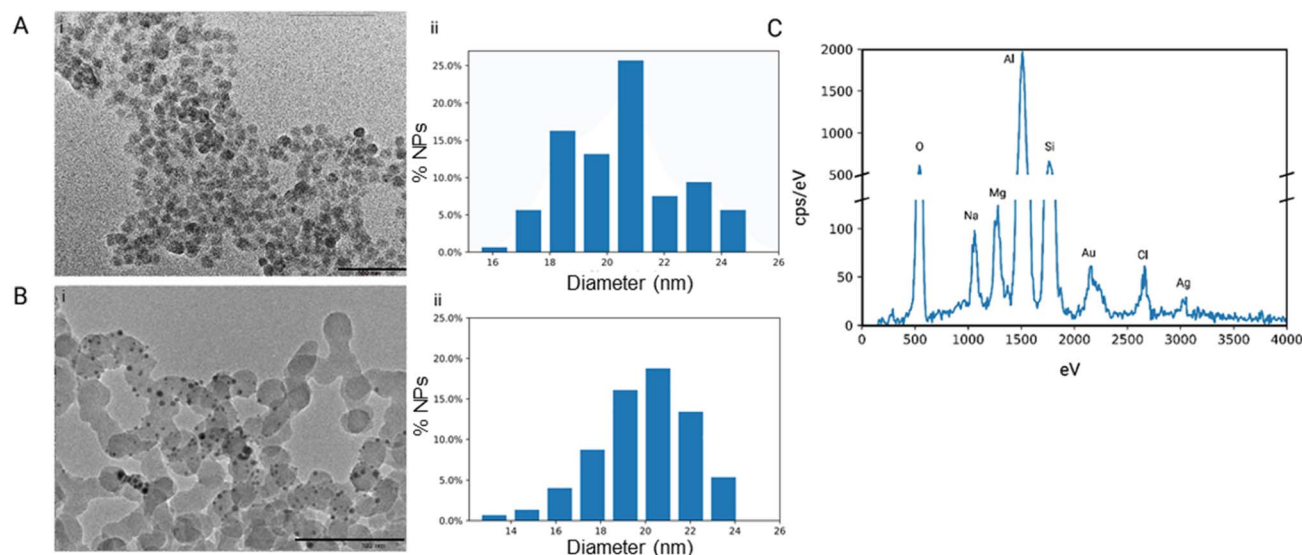 A
i
ii
% NPs
25.0%
20.0%
15.0%
10.0%
5.0%
0.0%
16 18 20 22 24 26
Diameter (nm)
B
i
ii
% NPs
25.0%
20.0%
15.0%
10.0%
5.0%
0.0%
14 16 18 20 22 24 26
Diameter (nm)
C
cps/eV
2000
1500
1000
500
100
50
0
O
Na
Mg
Al
Si
Au
Cl
Ag
0 500 1000 1500 2000 2500 3000 3500 4000
eV